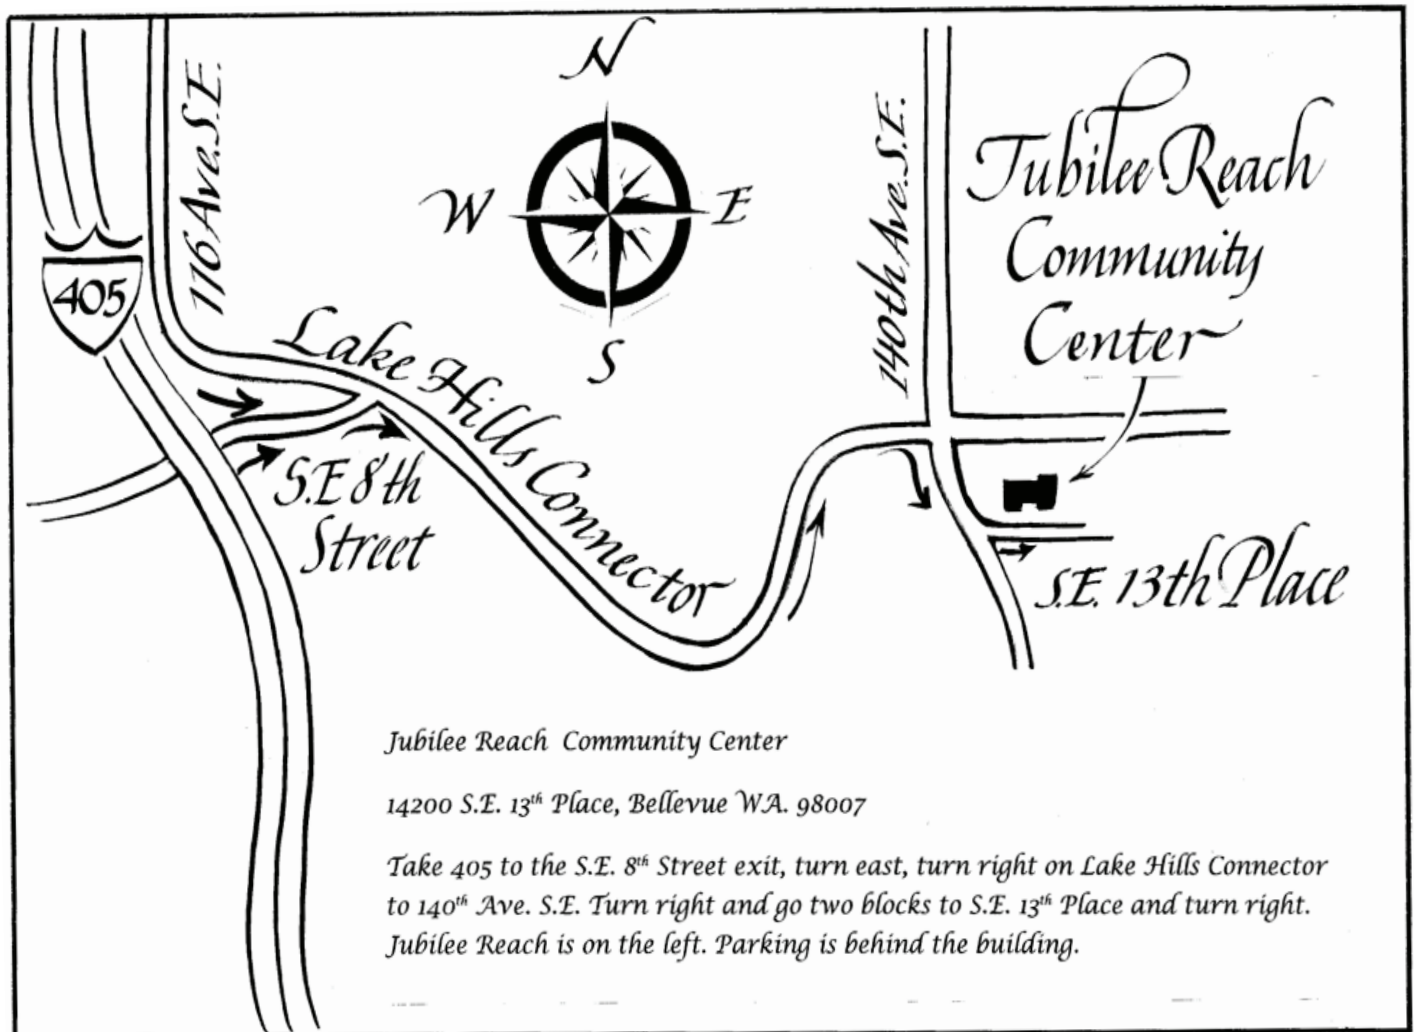 N
W
E
S
116 Ave.S.E.
140th Ave.S.E.
405
Jubilee Reach
Community
Center
Lake Hills Connector
S.E 8'th
Street
S.E. 13th Place
Jubilee Reach Community Center
14200 S.E. 13th Place, Bellevue WA. 98007
Take 405 to the S.E. 8th Street exit, turn east, turn right on Lake Hills Connector
to 140th Ave. S.E. Turn right and go two blocks to S.E. 13th Place and turn right.
Jubilee Reach is on the left. Parking is behind the building.